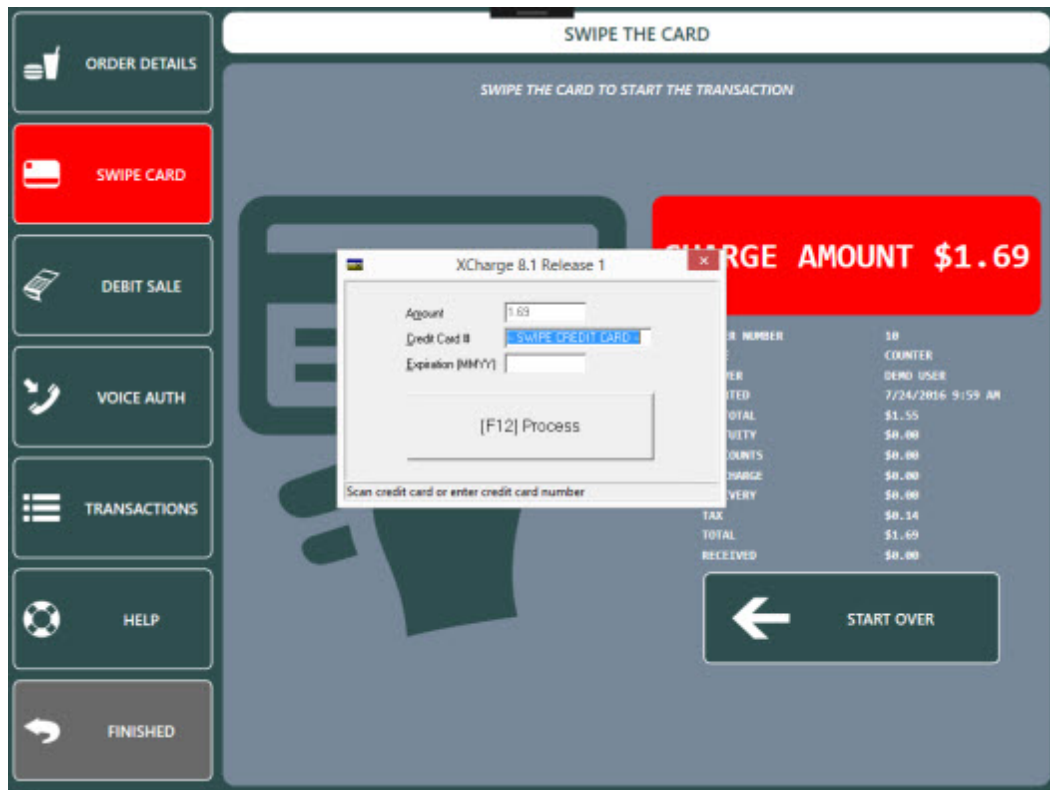 SWIPE THE CARD
ORDER DETAILS
SWIPE THE CARD TO START THE TRANSACTION
SWIPE CARD
DEBIT SALE
VOICE AUTH
TRANSACTIONS
HELP
FINISHED
RGE AMOUNT $1.69
XCharge 8.1 Release 1
Amount 1.69
Credit Card # - SWIPE CREDIT CARD -
Expiration (MMYY)
[F12] Process
Scan credit card or enter credit card number
R NUMBER 10
COUNTER
ER DEMO USER
TED 7/24/2016 9:59 AM
OTAL $1.55
UITY $0.00
OUNTS $0.00
HARGE $0.00
VERY $0.00
TAX $0.14
TOTAL $1.69
RECEIVED $0.00
START OVER